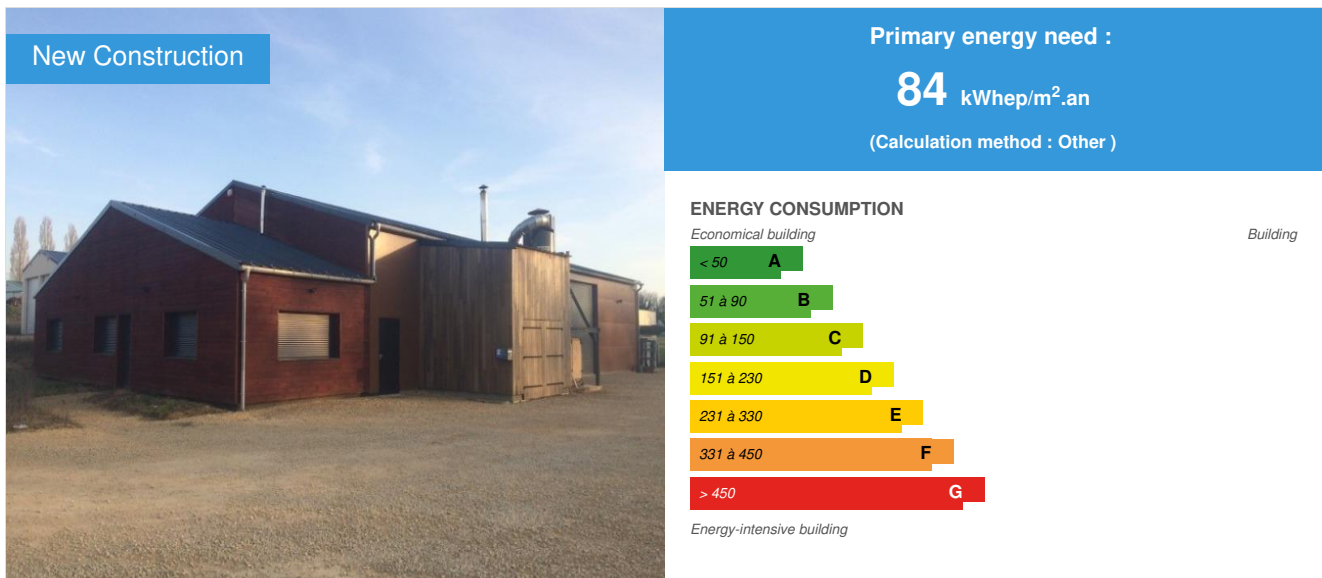 New Construction
Primary energy need :
84 kWhep/m².an
(Calculation method : Other )
ENERGY CONSUMPTION
Economical building
Building
< 50 A
51 à 90 B
91 à 150 C
151 à 230 D
231 à 330 E
331 à 450 F
> 450 G
Energy-intensive building